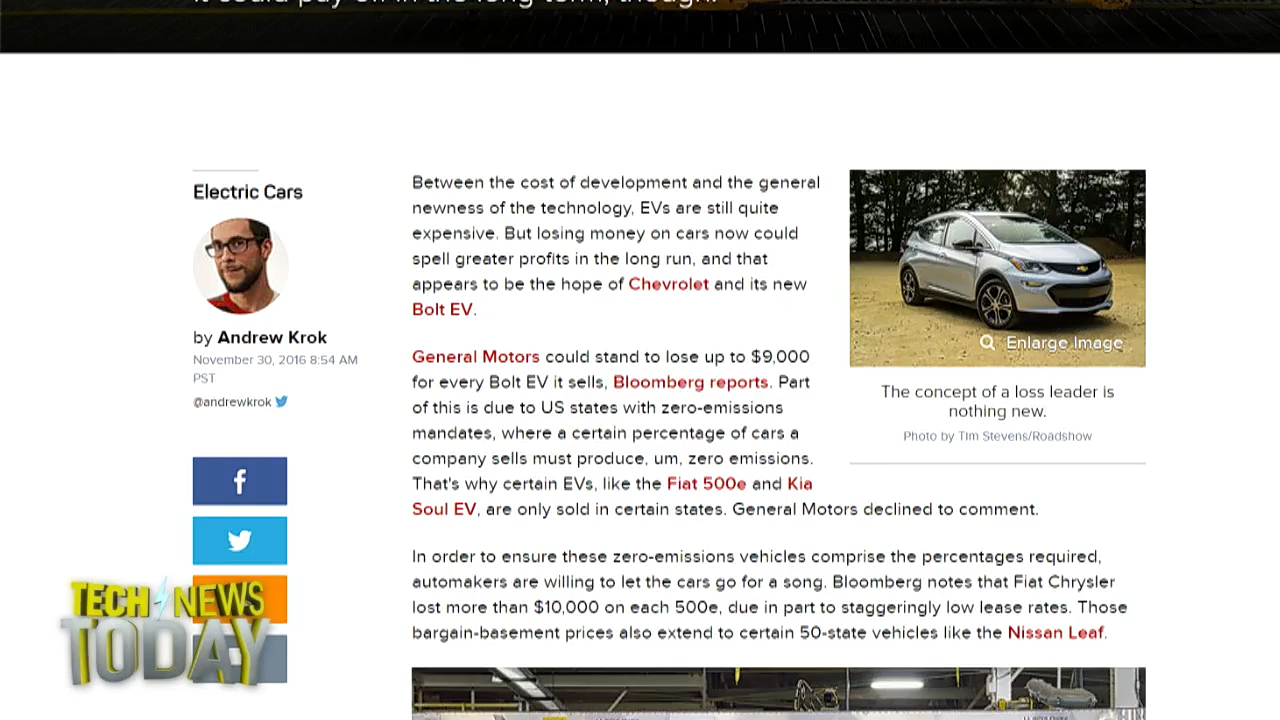 it could pay off in the long term, though.
Electric Cars
by Andrew Krok
November 30, 2016 8:54 AM
PST
@andrewkrok
Between the cost of development and the general
newness of the technology, EVs are still quite
expensive. But losing money on cars now could
spell greater profits in the long run, and that
appears to be the hope of Chevrolet and its new
Bolt EV.
General Motors could stand to lose up to $9,000
for every Bolt EV it sells, Bloomberg reports. Part
of this is due to US states with zero-emissions
mandates, where a certain percentage of cars a
company sells must produce, um, zero emissions.
That's why certain EVs, like the Fiat 500e and Kia
Soul EV, are only sold in certain states. General Motors declined to comment.
In order to ensure these zero-emissions vehicles comprise the percentages required,
automakers are willing to let the cars go for a song. Bloomberg notes that Fiat Chrysler
lost more than $10,000 on each 500e, due in part to staggeringly low lease rates. Those
bargain-basement prices also extend to certain 50-state vehicles like the Nissan Leaf.
Enlarge Image
The concept of a loss leader is
nothing new.
Photo by Tim Stevens/Roadshow
TECH NEWS
TODAY